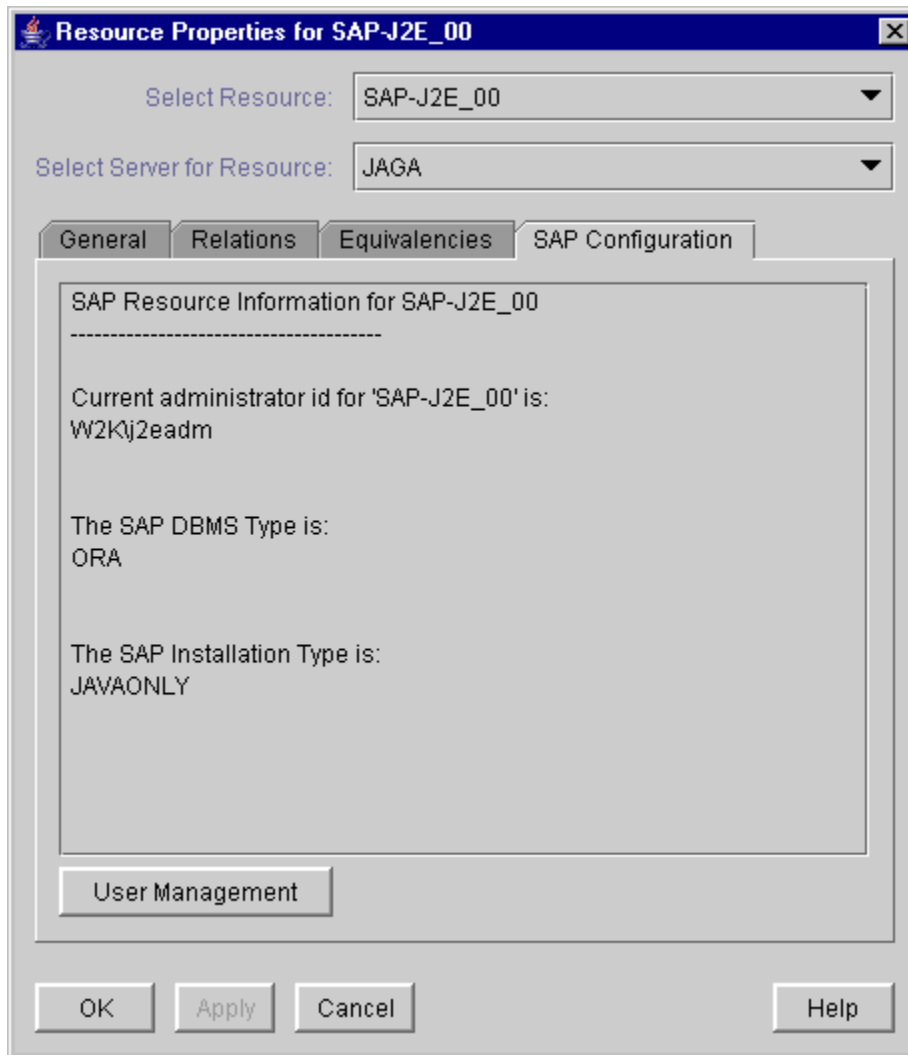 Resource Properties for SAP-J2E_00
Select Resource: SAP-J2E_00
Select Server for Resource: JAGA
General Relations Equivalencies SAP Configuration
SAP Resource Information for SAP-J2E_00
---------------------------------------
Current administrator id for 'SAP-J2E_00' is:
W2K\j2eadm
The SAP DBMS Type is:
ORA
The SAP Installation Type is:
JAVAONLY
User Management
OK Apply Cancel Help